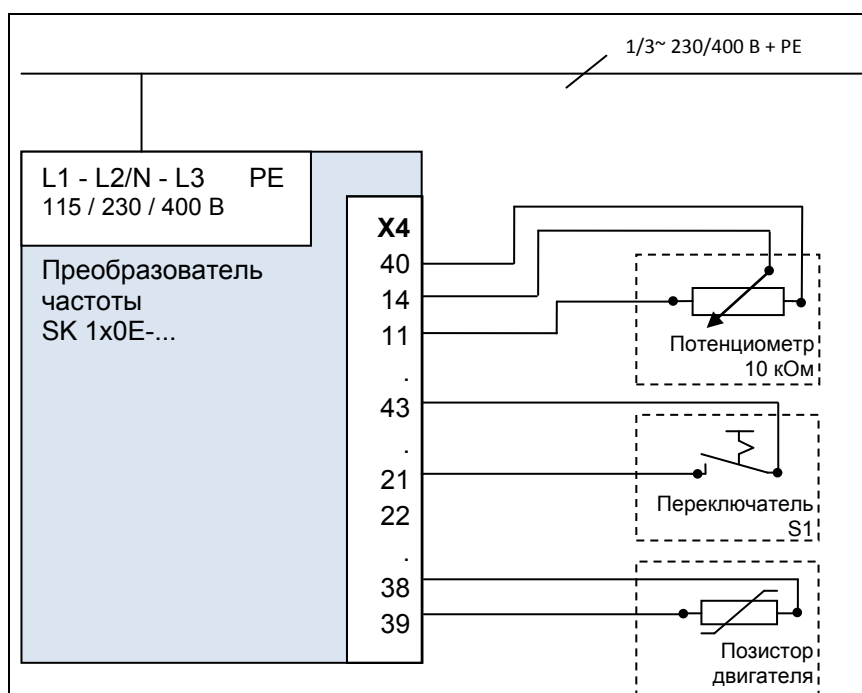 1/3~ 230/400 В + PE
L1 - L2/N - L3 PE
115 / 230 / 400 В
Преобразователь
частоты
SK 1x0E-...
X4
40
14
11
.
43
.
21
22
.
38
39
Потенциометр
10 кОм
Переключатель
S1
Позистор
двигателя